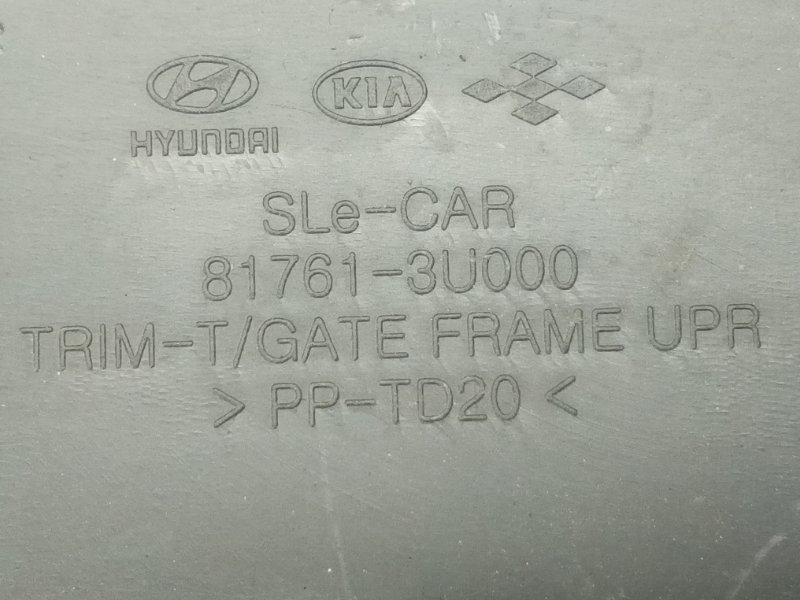 HYUNDAI KIA
SLe-CAR
81761-3U000
TRIM-T/GATE FRAME UPR
> PP-TD20 <